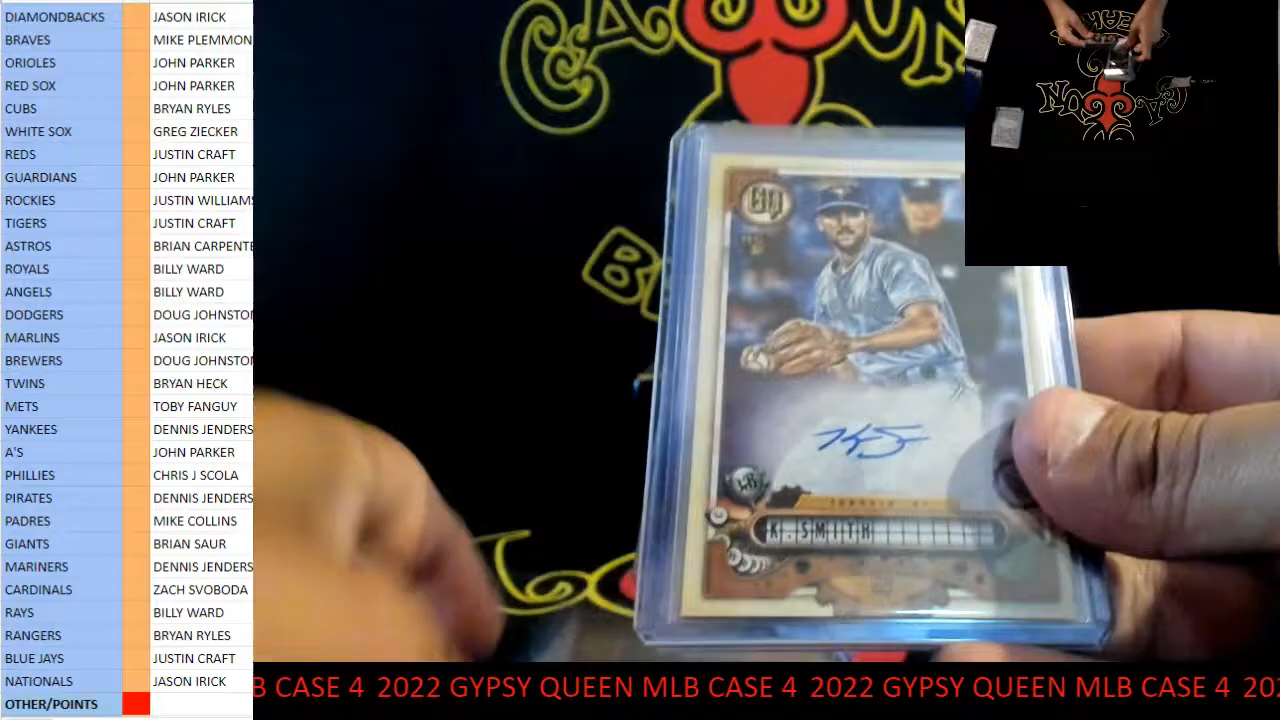 DIAMONDBACKS JASON IRICK
BRAVES MIKE PLEMMON
ORIOLES JOHN PARKER
RED SOX JOHN PARKER
CUBS BRYAN RYLES
WHITE SOX GREG ZIECKER
REDS JUSTIN CRAFT
GUARDIANS JOHN PARKER
ROCKIES JUSTIN WILLIAMS
TIGERS JUSTIN CRAFT
ASTROS BRIAN CARPENTE
ROYALS BILLY WARD
ANGELS BILLY WARD
DODGERS DOUG JOHNSTO
MARLINS JASON IRICK
BREWERS DOUG JOHNSTO
TWINS BRYAN HECK
METS TOBY FANGUY
YANKEES DENNIS JENDERS
A'S JOHN PARKER
PHILLIES CHRIS J SCOLA
PIRATES DENNIS JENDERS
PADRES MIKE COLLINS
GIANTS BRIAN SAUR
MARINERS DENNIS JENDERS
CARDINALS ZACH SVOBODA
RAYS BILLY WARD
RANGERS BRYAN RYLES
BLUE JAYS JUSTIN CRAFT
NATIONALS JASON IRICK
OTHER/POINTS
GQ
K. SMITH
B CASE 4 2022 GYPSY QUEEN MLB CASE 4 2022 GYPSY QUEEN MLB CASE 4 202